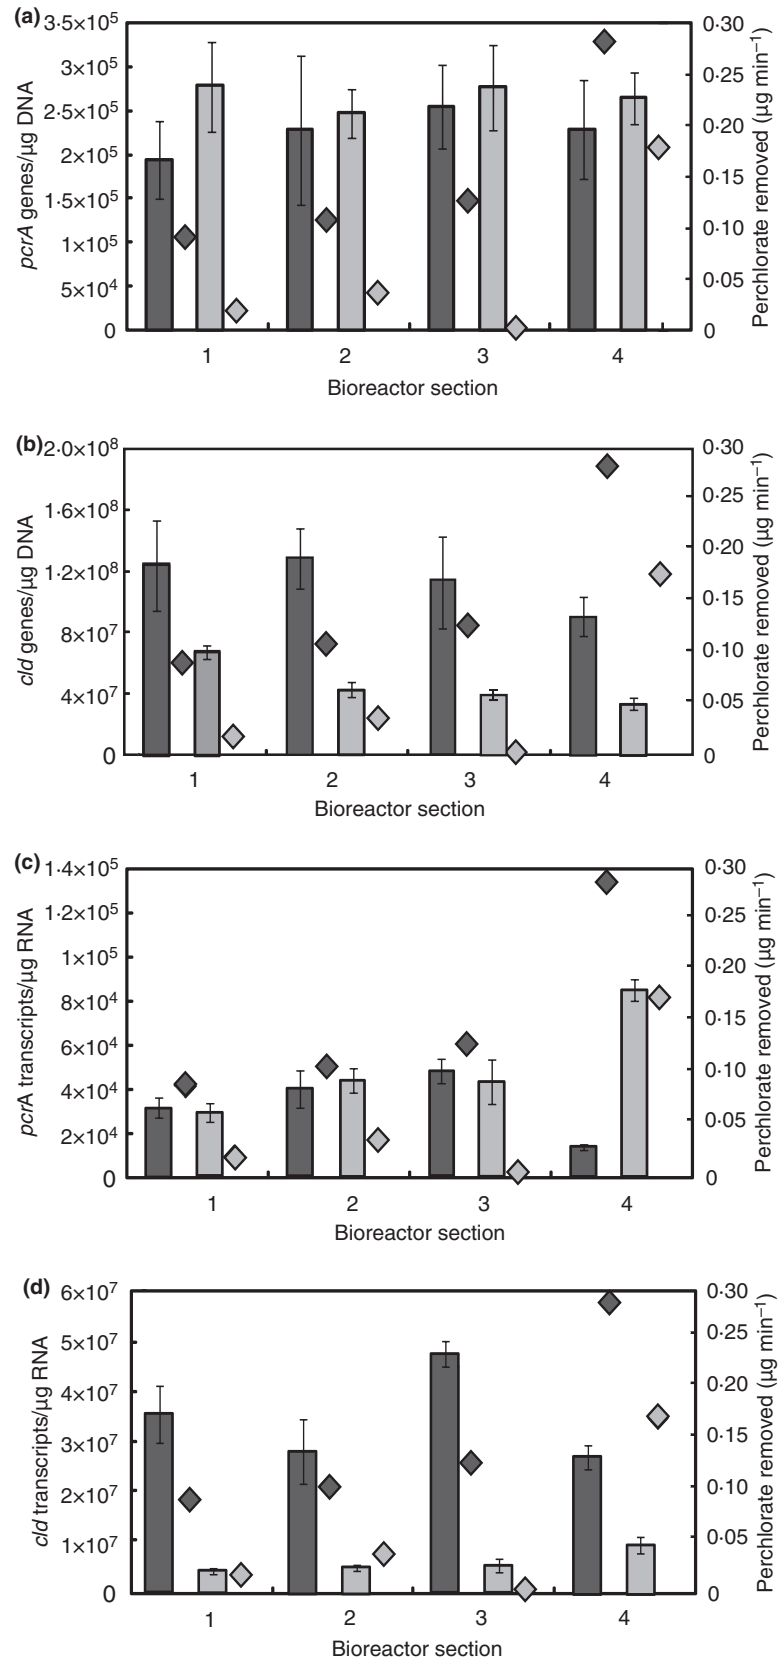 (a)
3·5×10⁵
3×10⁵
2·5×10⁵
2×10⁵
1·5×10⁵
1×10⁵
5×10⁴
0
pcrA genes/µg DNA
0·30
0·25
0·20
0·15
0·10
0·05
0
Perchlorate removed (µg min⁻¹)
1 2 3 4
Bioreactor section
(b)
2·0×10⁸
1·6×10⁸
1·2×10⁸
8×10⁷
4×10⁷
0
cld genes/µg DNA
0·30
0·25
0·20
0·15
0·10
0·05
0
Perchlorate removed (µg min⁻¹)
1 2 3 4
Bioreactor section
(c)
1·4×10⁵
1·2×10⁵
1×10⁵
8×10⁴
6×10⁴
4×10⁴
2×10⁴
0
pcrA transcripts/µg RNA
0·30
0·25
0·20
0·15
0·10
0·05
0
Perchlorate removed (µg min⁻¹)
1 2 3 4
Bioreactor section
(d)
6×10⁷
5×10⁷
4×10⁷
3×10⁷
2×10⁷
1×10⁷
0
cld transcripts/µg RNA
0·30
0·25
0·20
0·15
0·10
0·05
0
Perchlorate removed (µg min⁻¹)
1 2 3 4
Bioreactor section